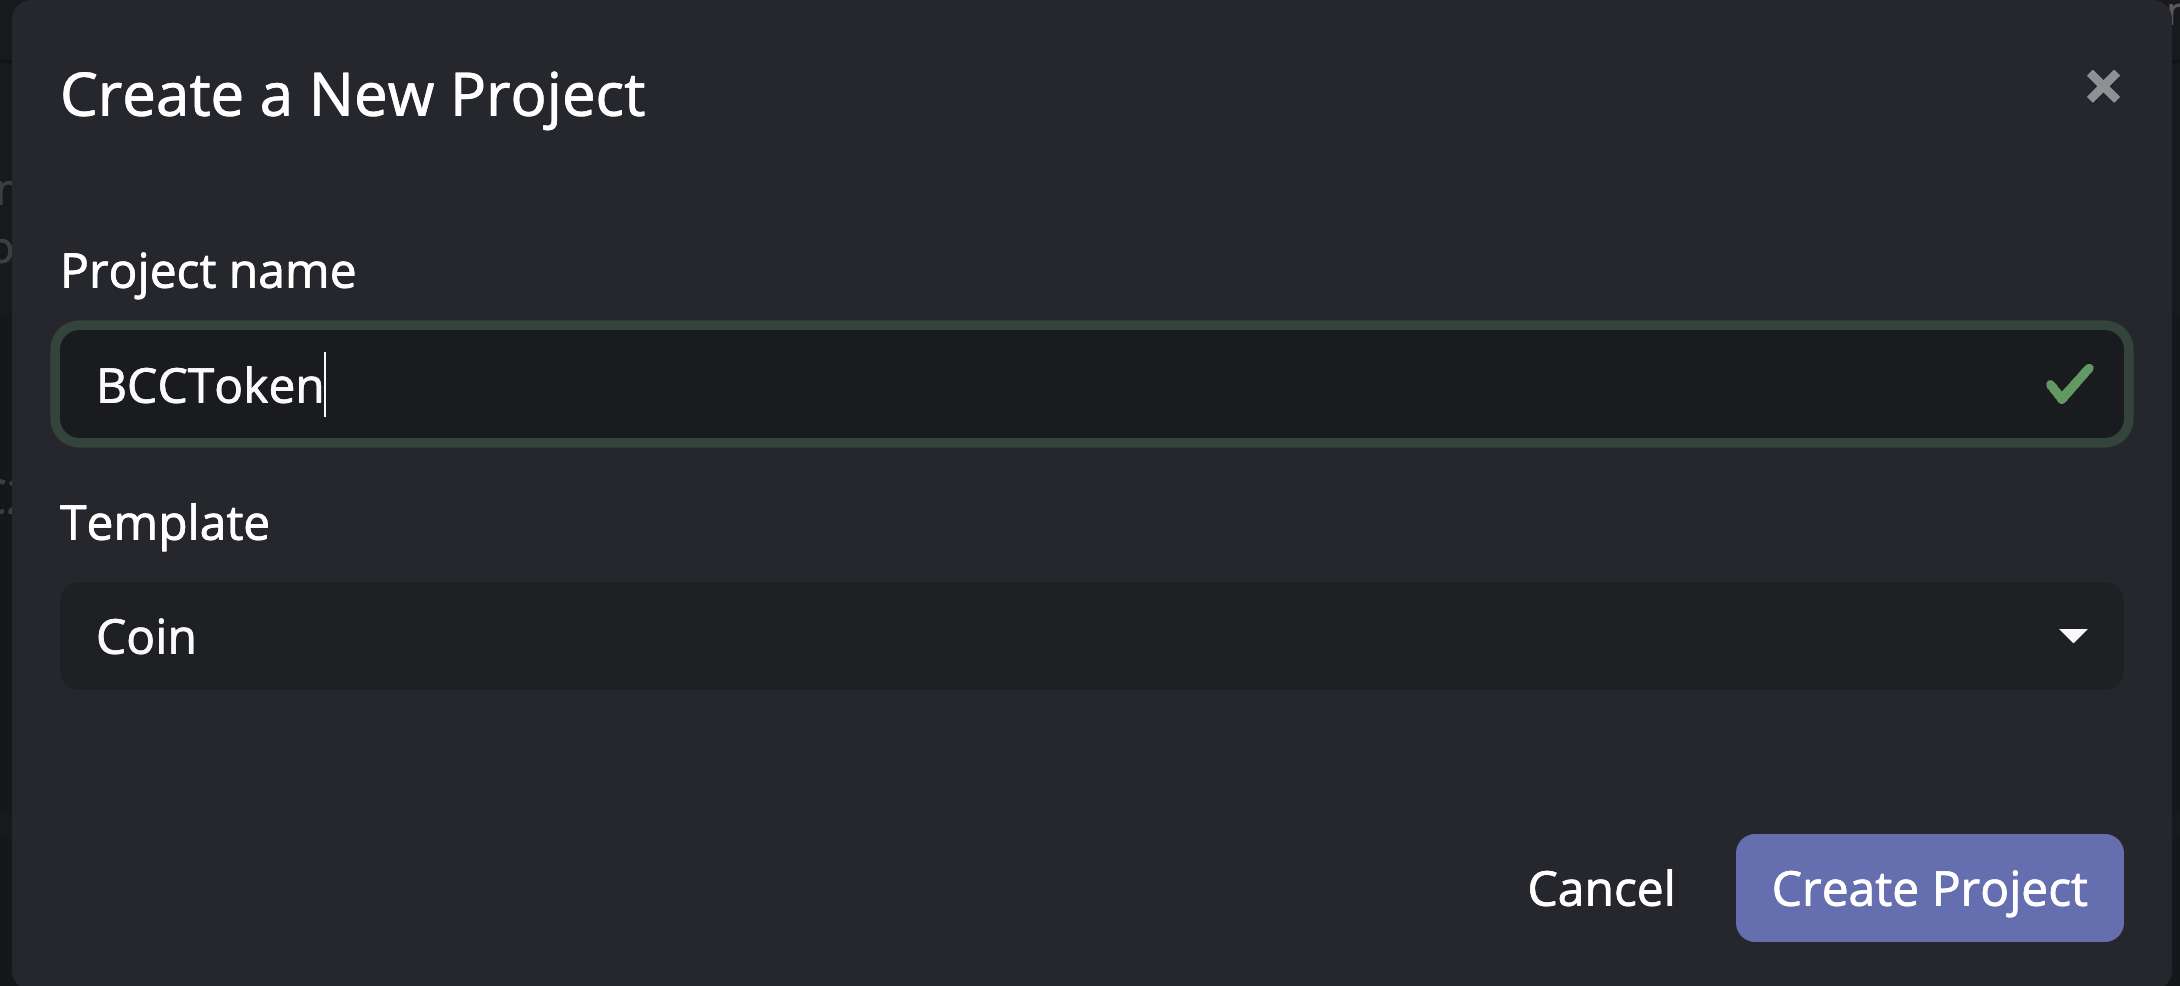 Create a New Project
Project name
BCCToken
Template
Coin
Cancel
Create Project